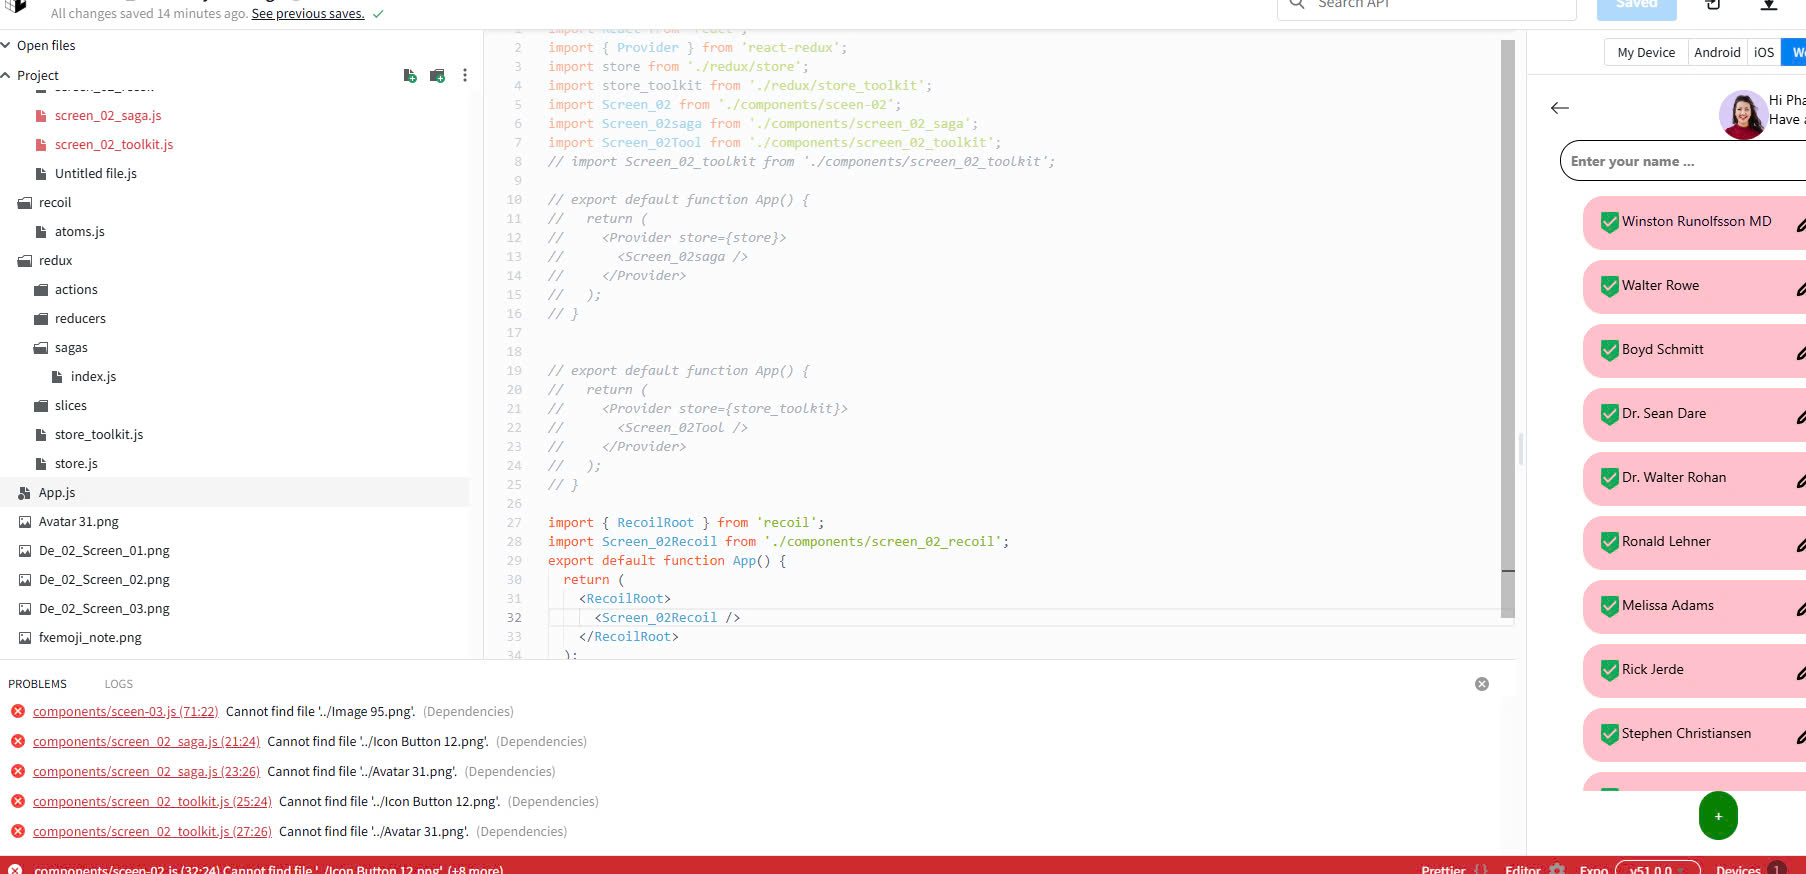 All changes saved 14 minutes ago. See previous saves.
Search API
Saved
Open files
Project
screen_02_saga.js
screen_02_toolkit.js
Untitled file.js
recoil
atoms.js
redux
actions
reducers
sagas
index.js
slices
store_toolkit.js
store.js
App.js
Avatar 31.png
De_02_Screen_01.png
De_02_Screen_02.png
De_02_Screen_03.png
fxemoji_note.png
1 import React from 'react';
2 import { Provider } from 'react-redux';
3 import store from './redux/store';
4 import store_toolkit from './redux/store_toolkit';
5 import Screen_02 from './components/sceen-02';
6 import Screen_02saga from './components/screen_02_saga';
7 import Screen_02Tool from './components/screen_02_toolkit';
8 // import Screen_02_toolkit from './components/screen_02_toolkit';
9
10 // export default function App() {
11 //   return (
12 //     <Provider store={store}>
13 //       <Screen_02saga />
14 //     </Provider>
15 //   );
16 // }
17
18
19 // export default function App() {
20 //   return (
21 //     <Provider store={store_toolkit}>
22 //       <Screen_02Tool />
23 //     </Provider>
24 //   );
25 // }
26
27 import { RecoilRoot } from 'recoil';
28 import Screen_02Recoil from './components/screen_02_recoil';
29 export default function App() {
30   return (
31     <RecoilRoot>
32       <Screen_02Recoil />
33     </RecoilRoot>
34   );
My Device Android iOS We
Hi Pha
Have a
Enter your name ...
Winston Runolfsson MD
Walter Rowe
Boyd Schmitt
Dr. Sean Dare
Dr. Walter Rohan
Ronald Lehner
Melissa Adams
Rick Jerde
Stephen Christiansen
+
PROBLEMS LOGS
components/sceen-03.js (71:22) Cannot find file '../Image 95.png'. (Dependencies)
components/screen_02_saga.js (21:24) Cannot find file '../Icon Button 12.png'. (Dependencies)
components/screen_02_saga.js (23:26) Cannot find file '../Avatar 31.png'. (Dependencies)
components/screen_02_toolkit.js (25:24) Cannot find file '../Icon Button 12.png'. (Dependencies)
components/screen_02_toolkit.js (27:26) Cannot find file '../Avatar 31.png'. (Dependencies)
components/sceen-02.js (32:24) Cannot find file '../Icon Button 12.png'. (+8 more)
Prettier { } Editor Expo v51.0.0 Devices 1